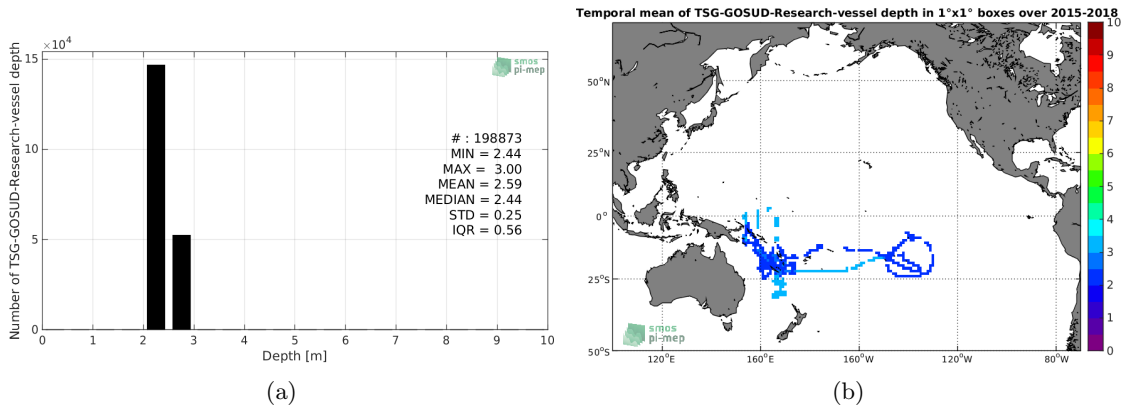 Number of TSG-GOSUD-Research-vessel depth
×10⁴
15
10
5
0
smos
pi-mep
# : 198873
MIN = 2.44
MAX = 3.00
MEAN = 2.59
MEDIAN = 2.44
STD = 0.25
IQR = 0.56
0 1 2 3 4 5 6 7 8 9 10
Depth [m]
(a)
Temporal mean of TSG-GOSUD-Research-vessel depth in 1°x1° boxes over 2015-2018
50°N
25°N
0°
25°S
50°S
smos
pi-mep
120°E 160°E 160°W 120°W 80°W
10
9
8
7
6
5
4
3
2
1
0
(b)